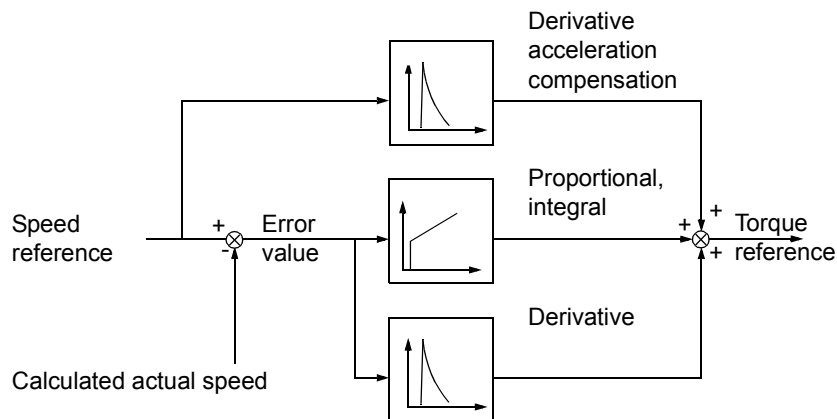 Derivative
acceleration
compensation
Proportional,
integral
+
Speed
reference
+
-
Error
value
+
+
Torque
reference
Derivative
Calculated actual speed